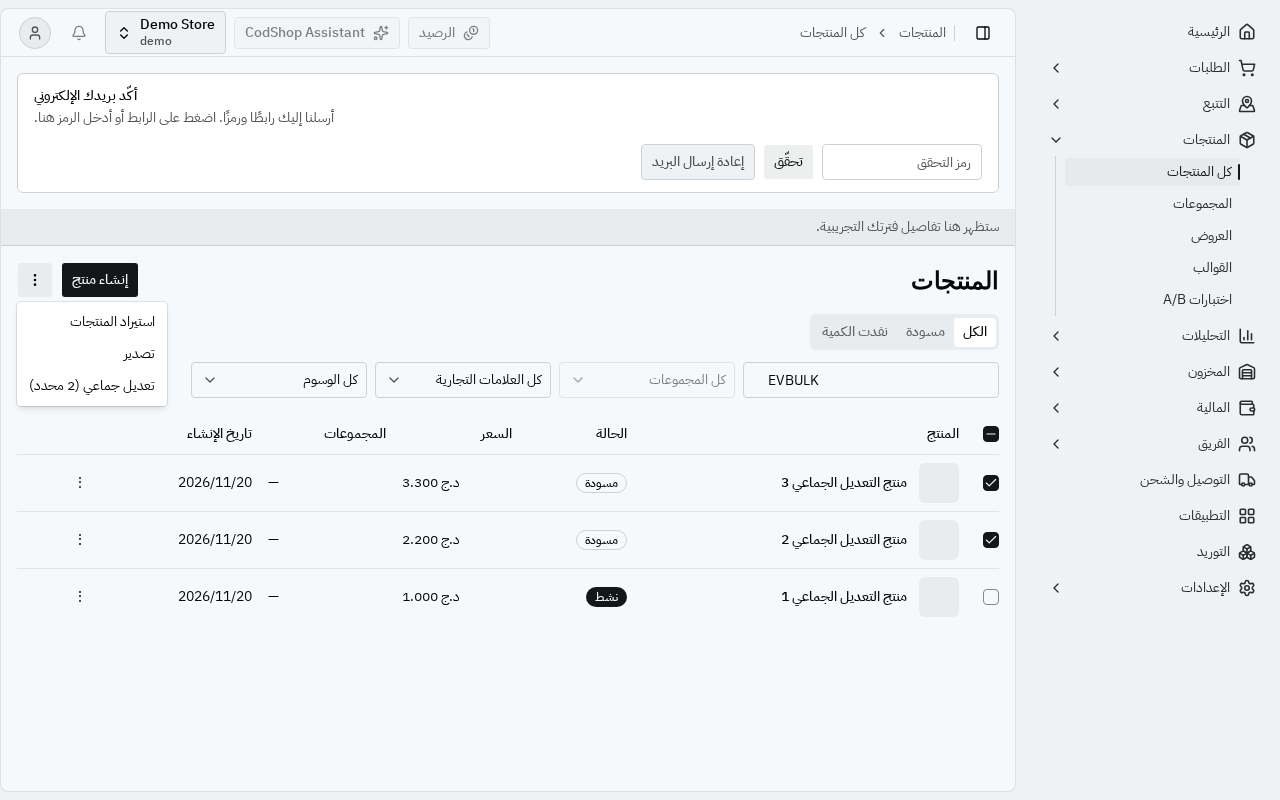 الرئيسية
الطلبات
التتبع
المنتجات
كل المنتجات
المجموعات
العروض
القوالب
اختبارات A/B
التحليلات
المخزون
المالية
الفريق
التوصيل والشحن
التطبيقات
التوريد
الإعدادات
المنتجات
كل المنتجات
الرصيد
CodShop Assistant
Demo Store
demo
أكّد بريدك الإلكتروني
أرسلنا إليك رابطًا ورمزًا. اضغط على الرابط أو أدخل الرمز هنا.
رمز التحقق
تحقّق
إعادة إرسال البريد
ستظهر هنا تفاصيل فترتك التجريبية.
المنتجات
إنشاء منتج
استيراد المنتجات
تصدير
تعديل جماعي (2 محدد)
الكل
مسودة
نفدت الكمية
EVBULK
كل المجموعات
كل العلامات التجارية
كل الوسوم
المنتج
الحالة
السعر
المجموعات
تاريخ الإنشاء
منتج التعديل الجماعي 3
مسودة
3.300 د.ج
—
2026/11/20
منتج التعديل الجماعي 2
مسودة
2.200 د.ج
—
2026/11/20
منتج التعديل الجماعي 1
نشط
1.000 د.ج
—
2026/11/20